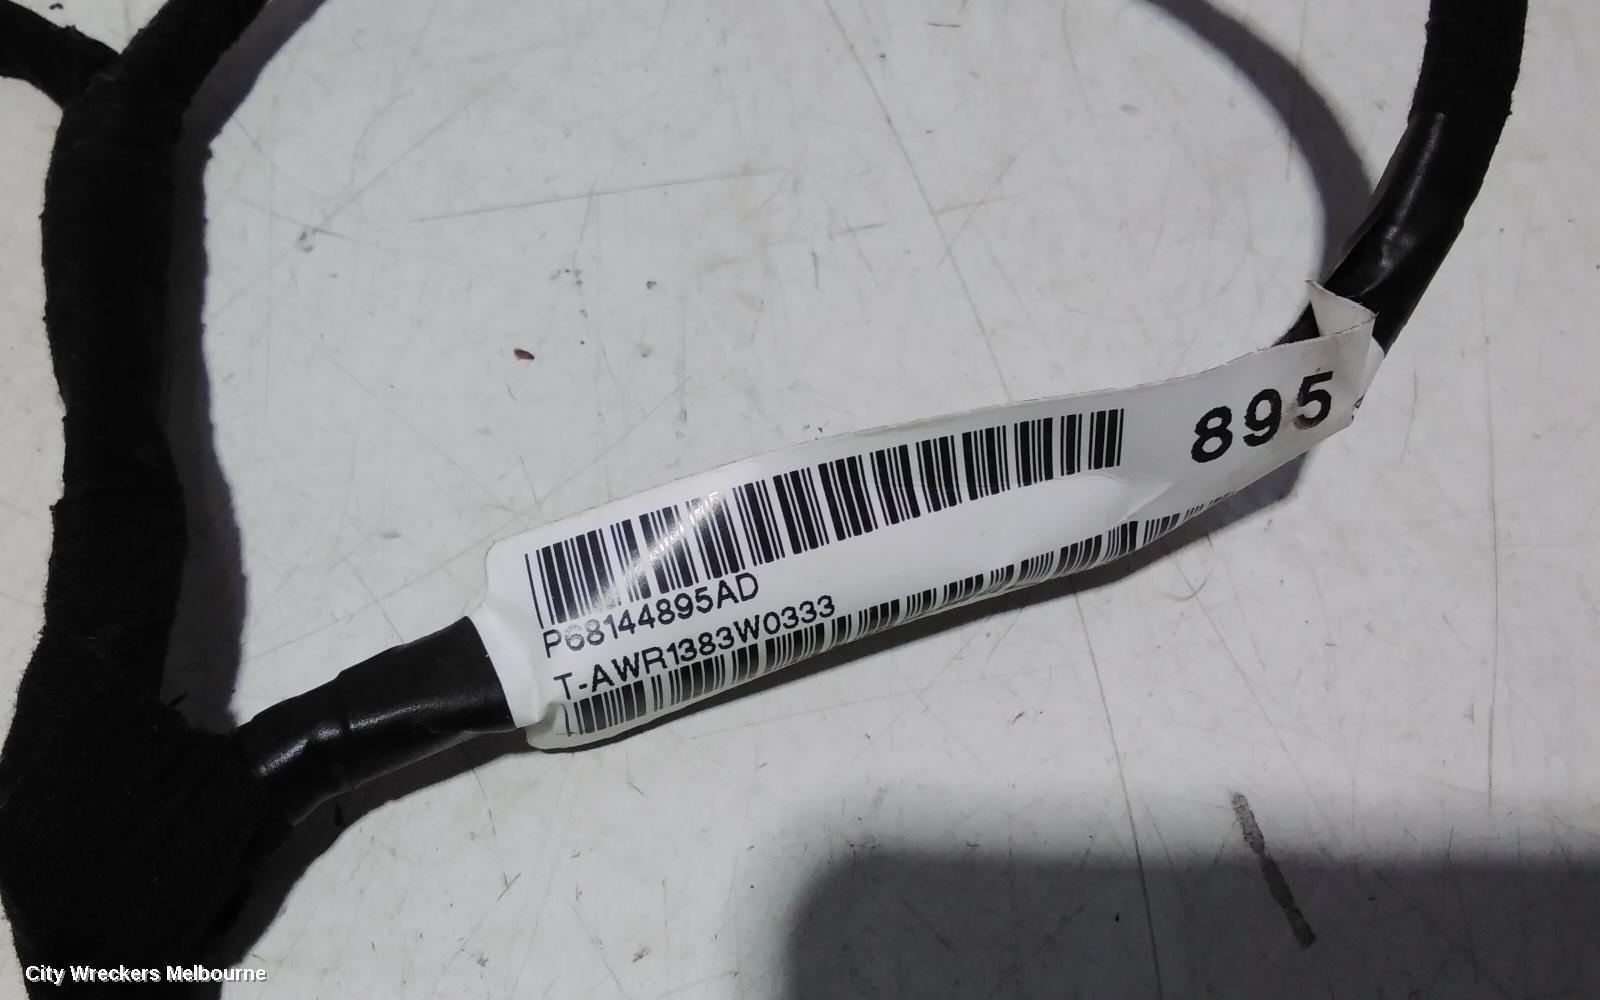 895
P68144895AD
T-AWR1383W0333
City Wreckers Melbourne